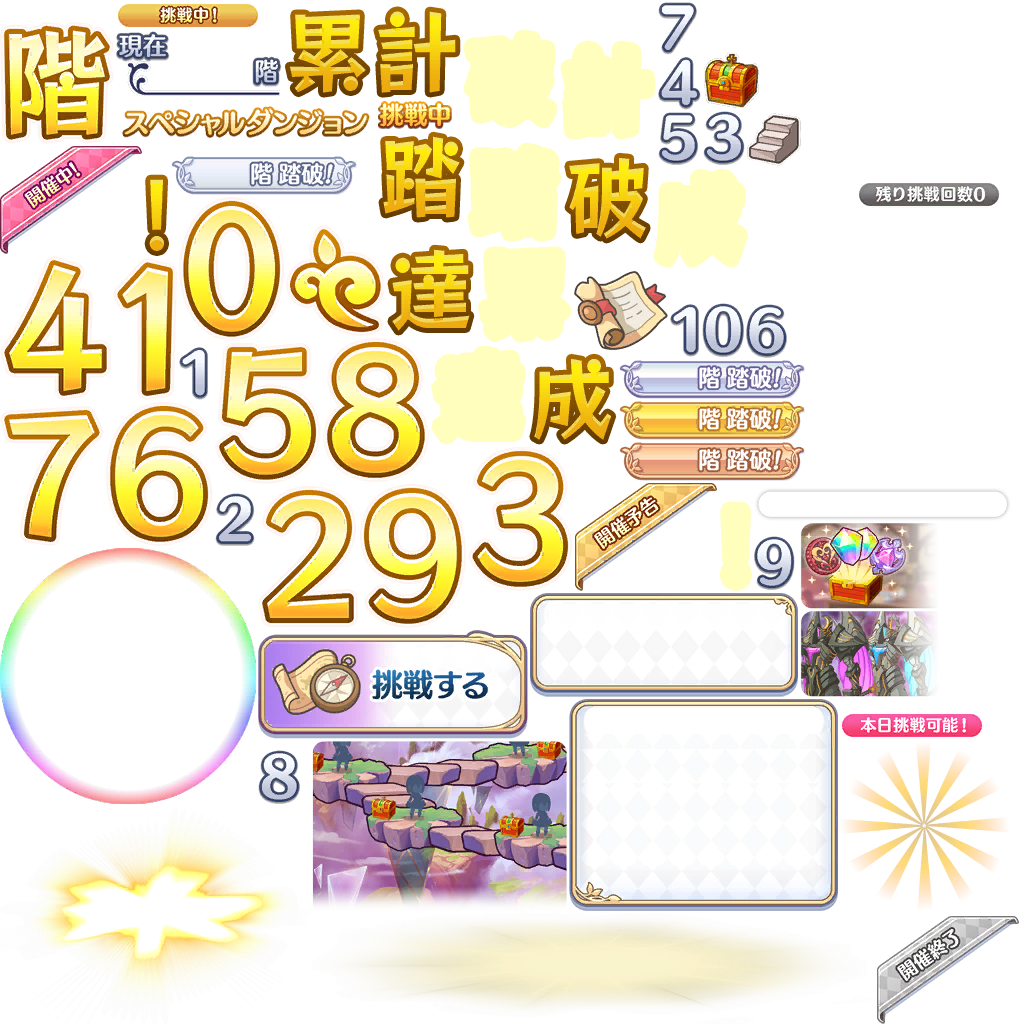 挑戦中!
階
現在
階
累計
スペシャルダンジョン
挑戦中
7
4
53
開催中!
階 踏破!
踏
破
残り挑戦回数0
!
0
達
41
1
106
58
成
階 踏破!
階 踏破!
階 踏破!
76
2
29
3
開催予告
9
挑戦する
本日挑戦可能!
8
開催終了